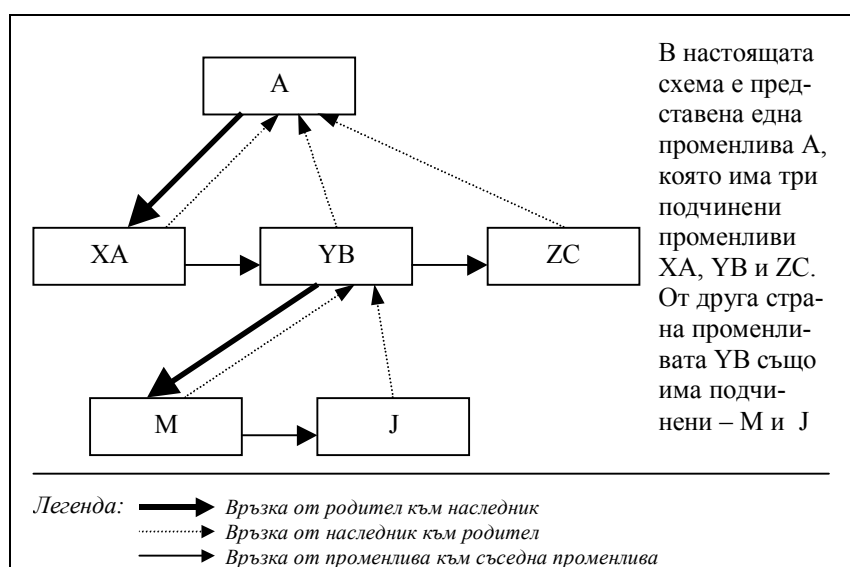 A
XA
YB
ZC
M
J
В настоящата
схема е пред-
ставена една
променлива А,
която има три
подчинени
променливи
XA, YB и ZC.
От друга стра-
на променли-
вата YB също
има подчи-
нени – M и J
Легенда:
Връзка от родител към наследник
Връзка от наследник към родител
Връзка от променлива към съседна променлива